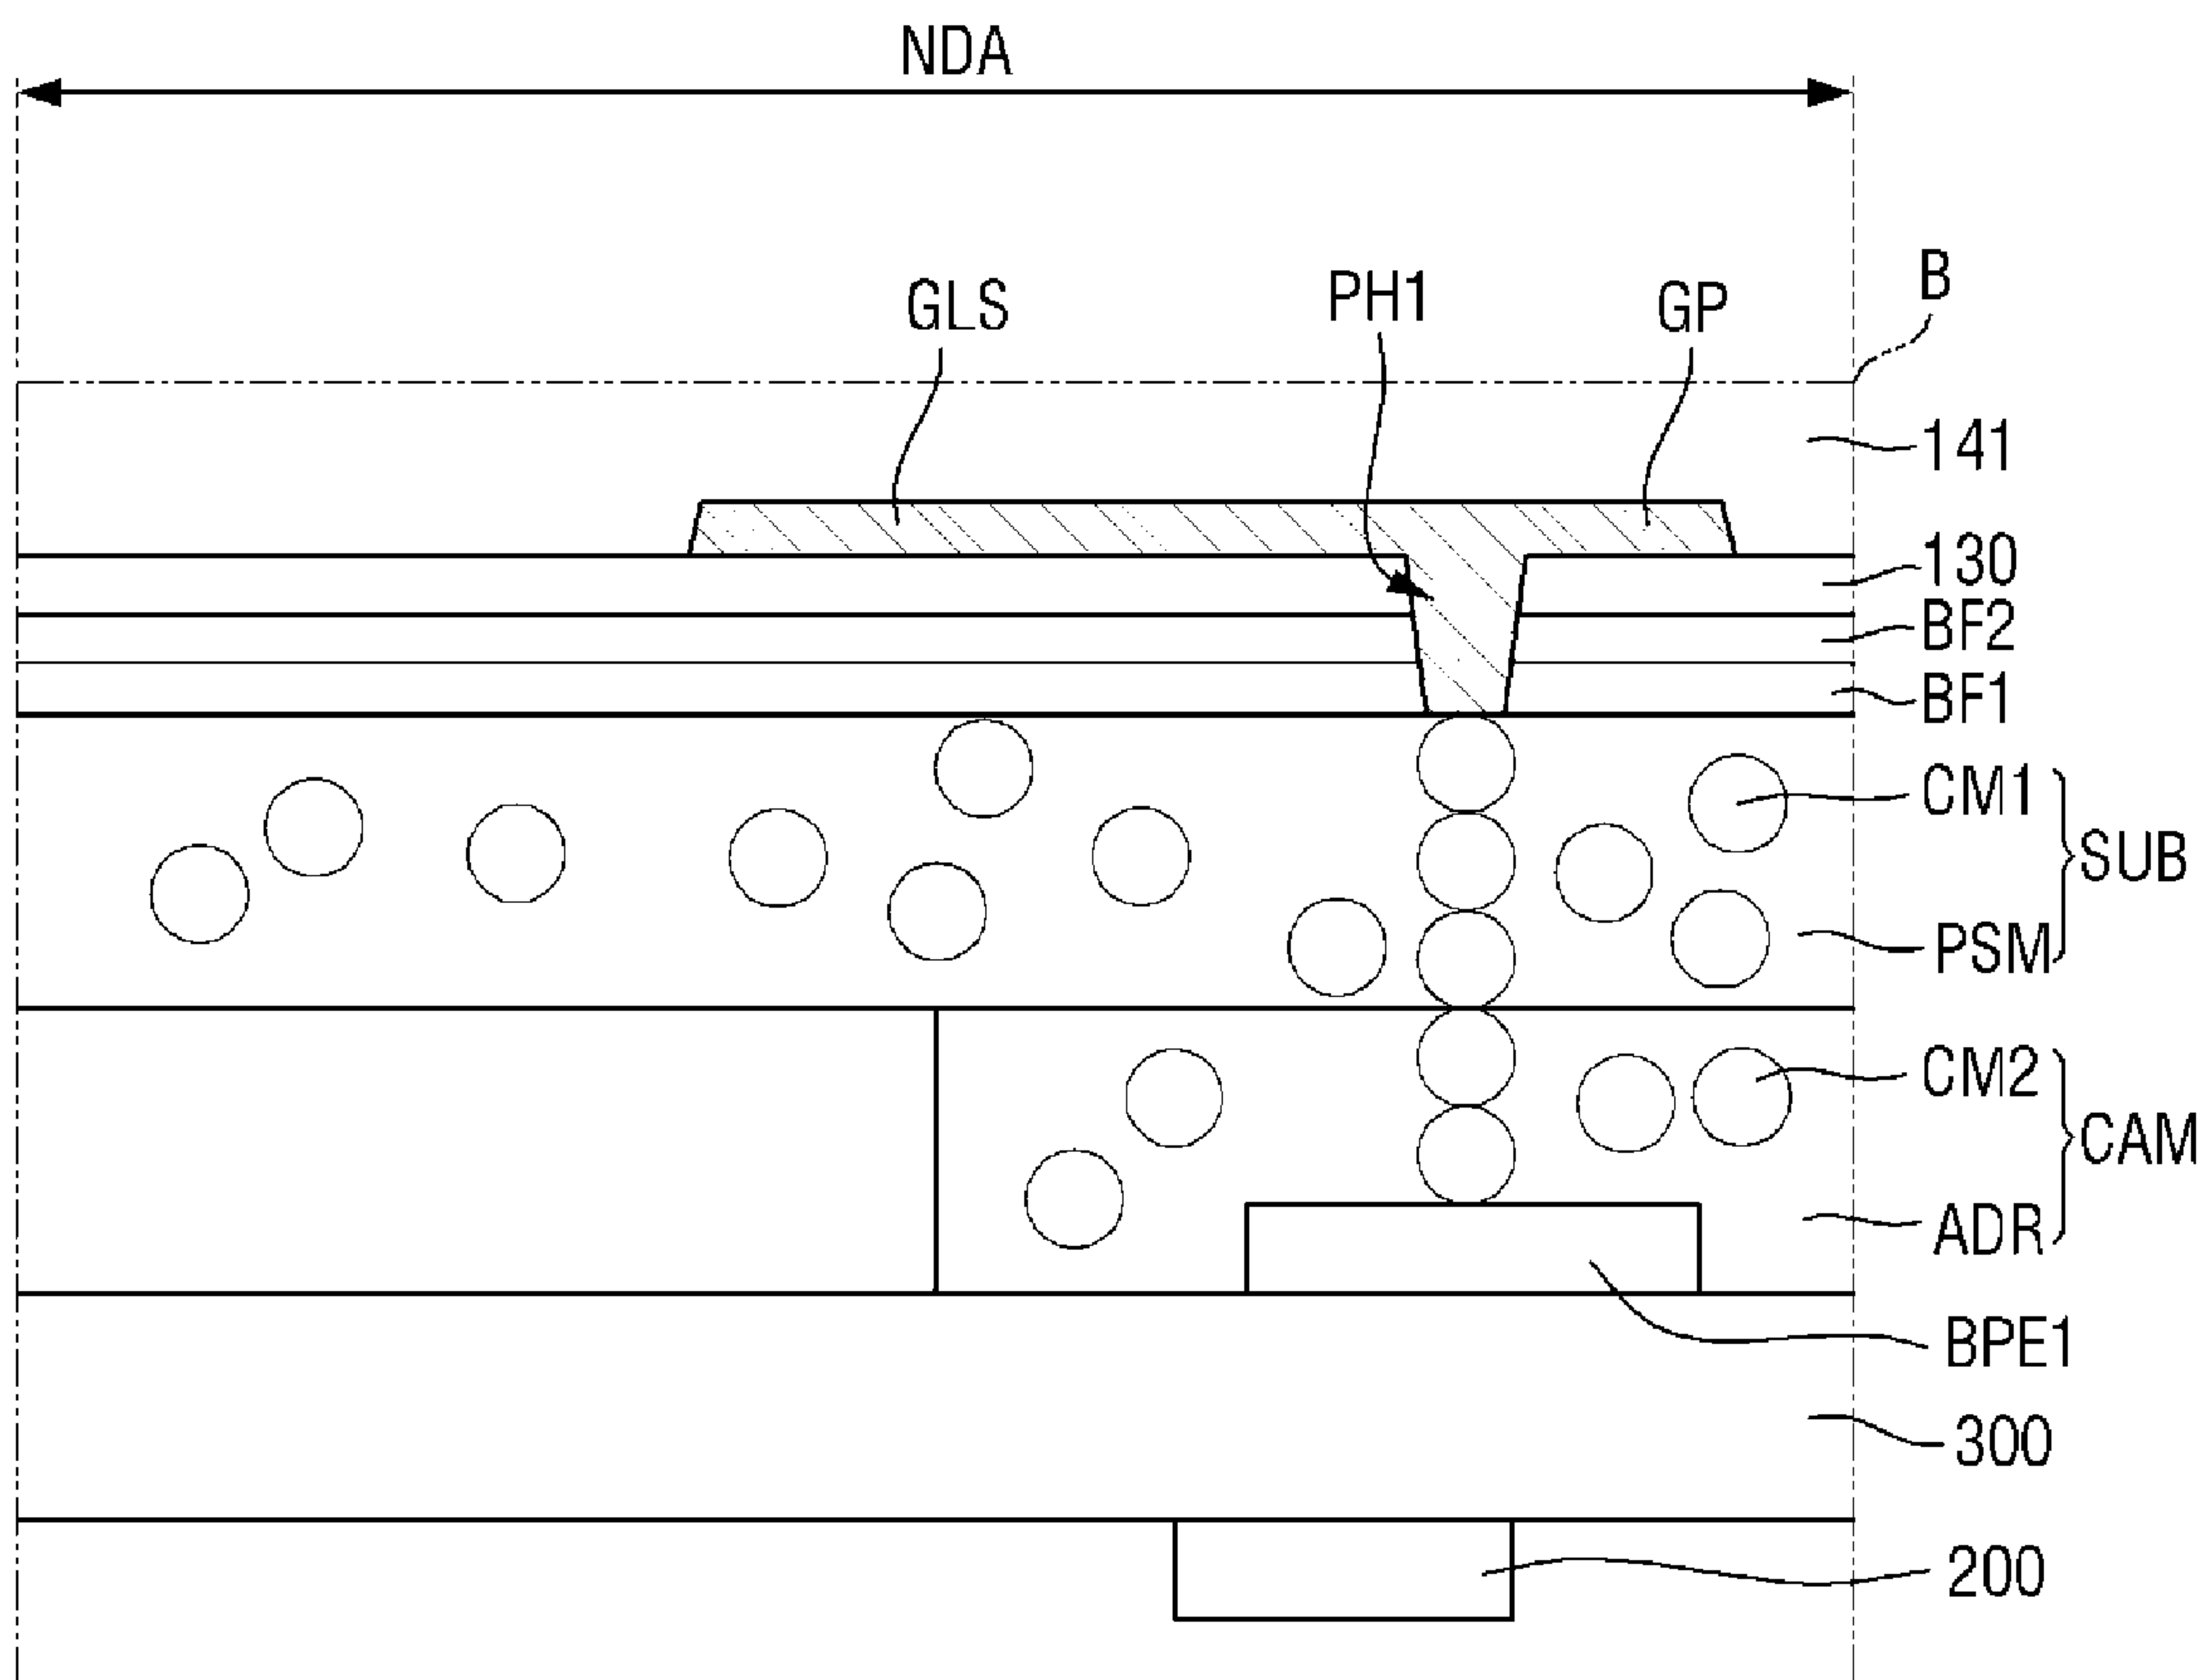 NDA
B
GLS
PH1
GP
141
130
BF2
BF1
CM1
SUB
PSM
CM2
CAM
ADR
BPE1
300
200